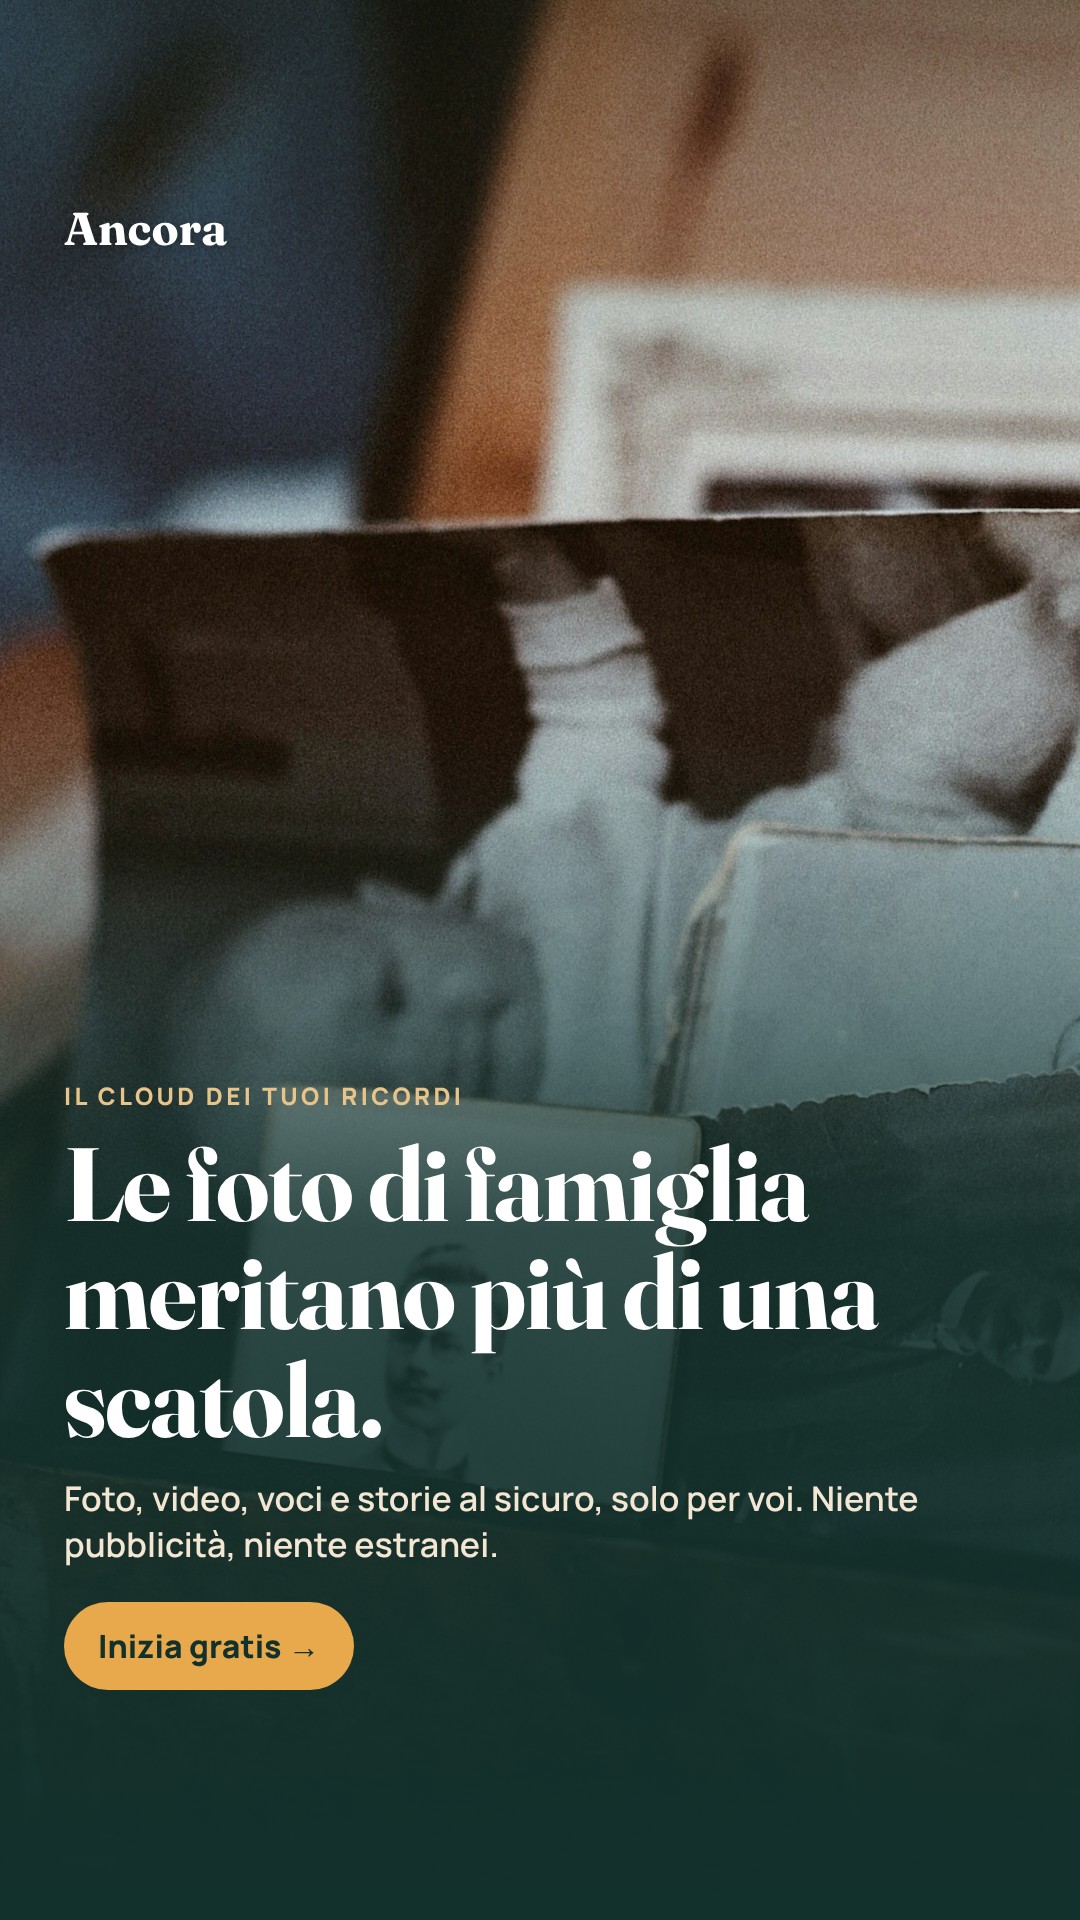 Ancora
IL CLOUD DEI TUOI RICORDI
Le foto di famiglia
meritano più di una
scatola.
Foto, video, voci e storie al sicuro, solo per voi. Niente
pubblicità, niente estranei.
Inizia gratis →